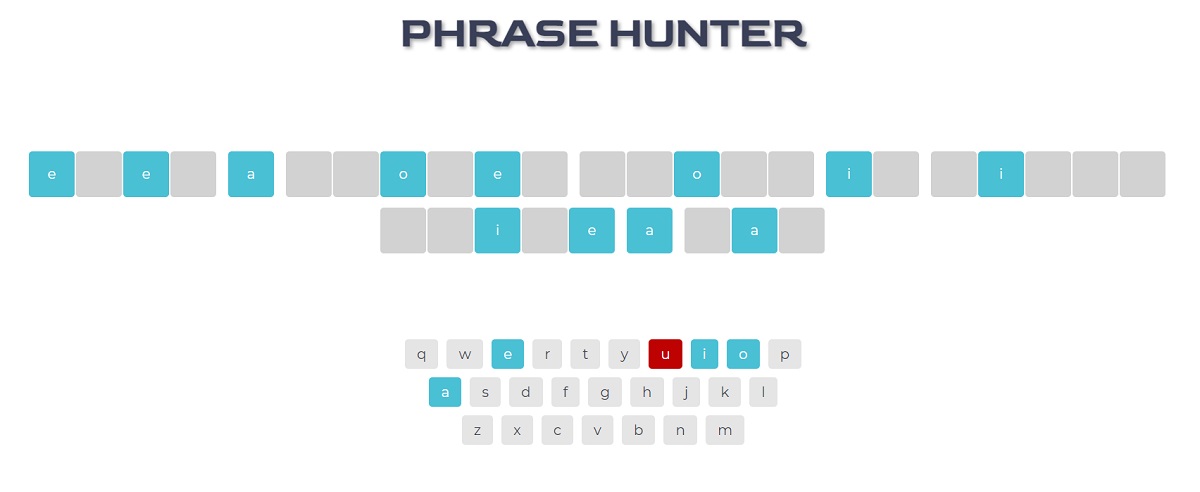 PHRASE HUNTER
e e a o e o i i
i e a a
q w e r t y u i o p
a s d f g h j k l
z x c v b n m